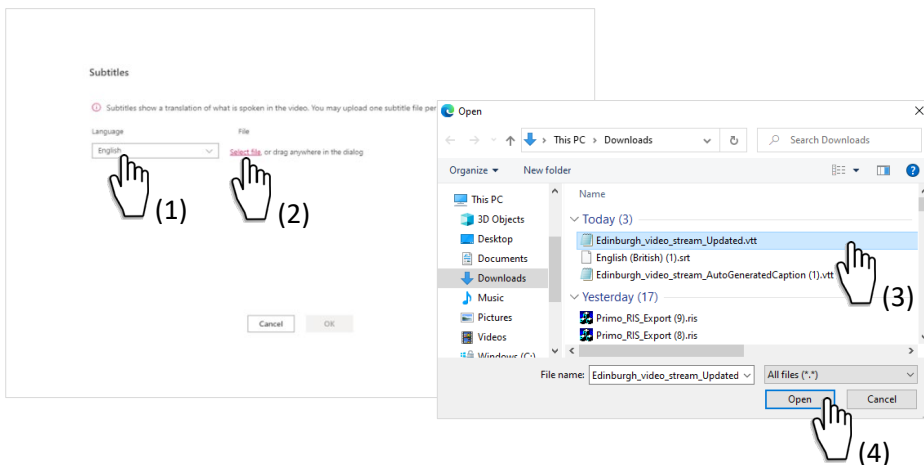 Subtitles
Subtitles show a translation of what is spoken in the video. You may upload one subtitle file per
Language File
English Select file, or drag anywhere in the dialog
(1) (2)
Cancel OK
Open
This PC > Downloads Search Downloads
Organize New folder
This PC
3D Objects
Desktop
Documents
Downloads
Music
Pictures
Videos
Windows (C:)
Name
Today (3)
Edinburgh_video_stream_Updated.vtt
English (British) (1).srt
Edinburgh_video_stream_AutoGeneratedCaption (1).vtt
(3)
Yesterday (17)
Primo_RIS_Export (9).ris
Primo_RIS_Export (8).ris
File name: Edinburgh_video_stream_Updated All files (*.*)
Open Cancel
(4)